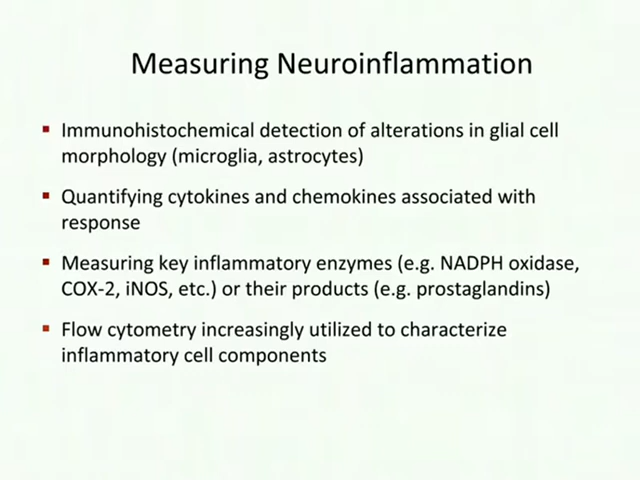 Measuring Neuroinflammation
▪ Immunohistochemical detection of alterations in glial cell
morphology (microglia, astrocytes)
▪ Quantifying cytokines and chemokines associated with
response
▪ Measuring key inflammatory enzymes (e.g. NADPH oxidase,
COX-2, iNOS, etc.) or their products (e.g. prostaglandins)
▪ Flow cytometry increasingly utilized to characterize
inflammatory cell components